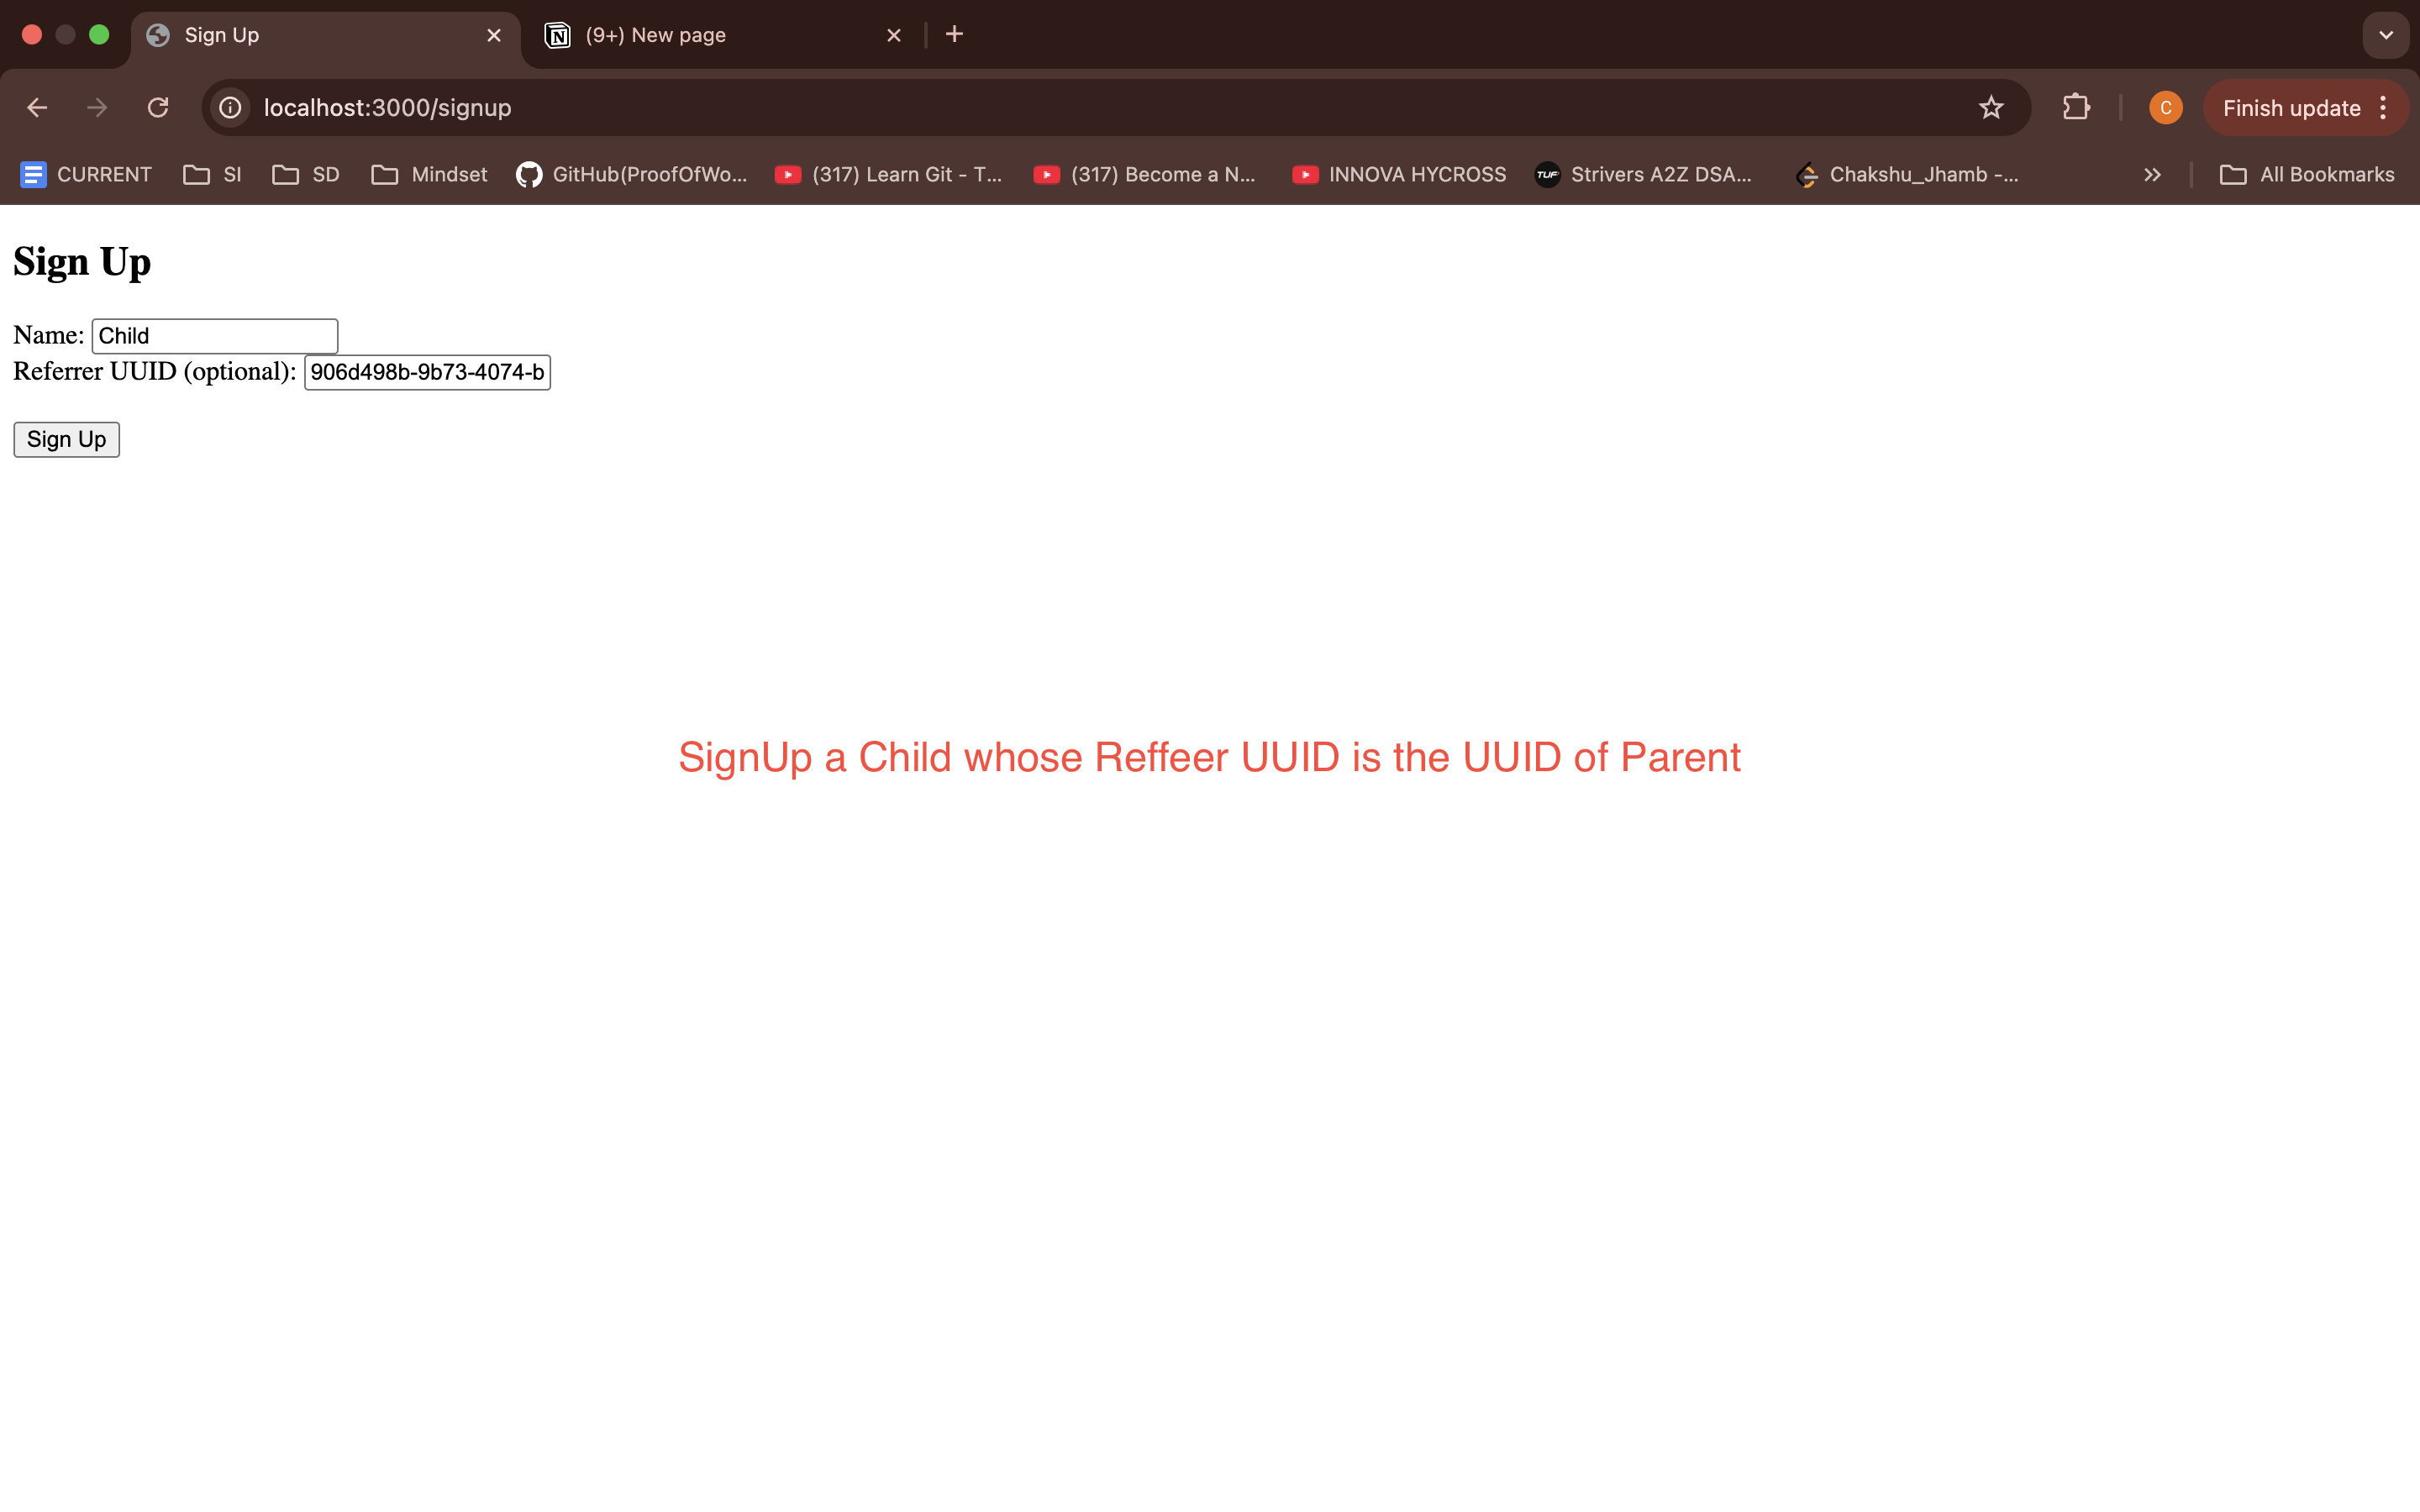 Sign Up
(9+) New page
localhost:3000/signup
C
Finish update
CURRENT
SI
SD
Mindset
GitHub(ProofOfWo...
(317) Learn Git - T...
(317) Become a N...
INNOVA HYCROSS
TUF
Strivers A2Z DSA...
Chakshu_Jhamb -...
All Bookmarks
Sign Up
Name: Child
Referrer UUID (optional): 906d498b-9b73-4074-b
Sign Up
SignUp a Child whose Reffeer UUID is the UUID of Parent